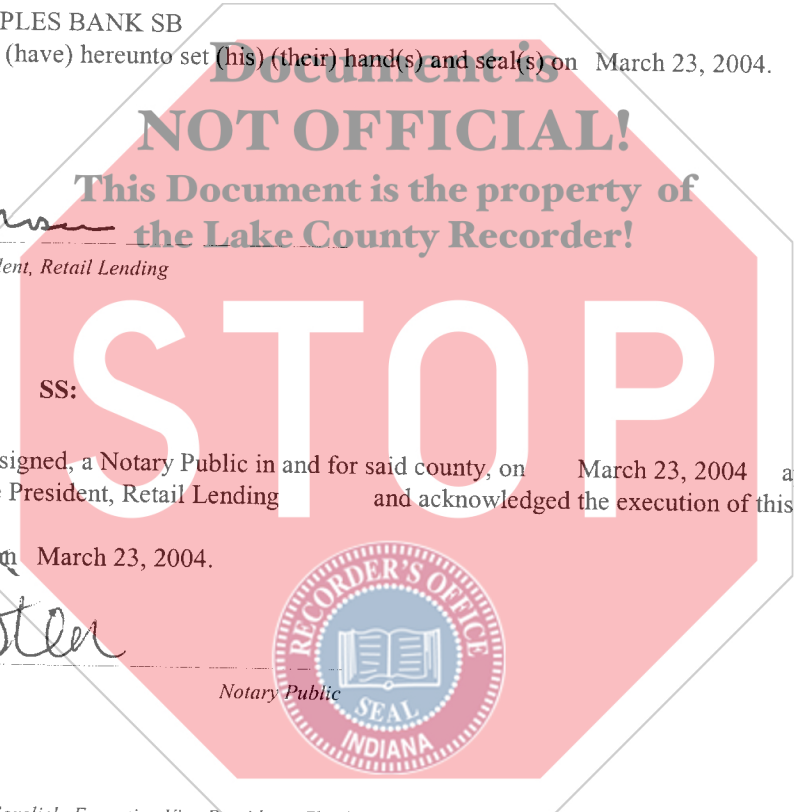 PLES BANK SB
(have) hereunto set (his) (their) hand(s) and seal(s) on March 23, 2004.
Document is
NOT OFFICIAL!
This Document is the property of
the Lake County Recorder!
ent, Retail Lending
STOP
SS:
signed, a Notary Public in and for said county, on March 23, 2004 a
President, Retail Lending and acknowledged the execution of this
March 23, 2004.
Notary Public
RECORDER'S OFFICE
SEAL
INDIANA